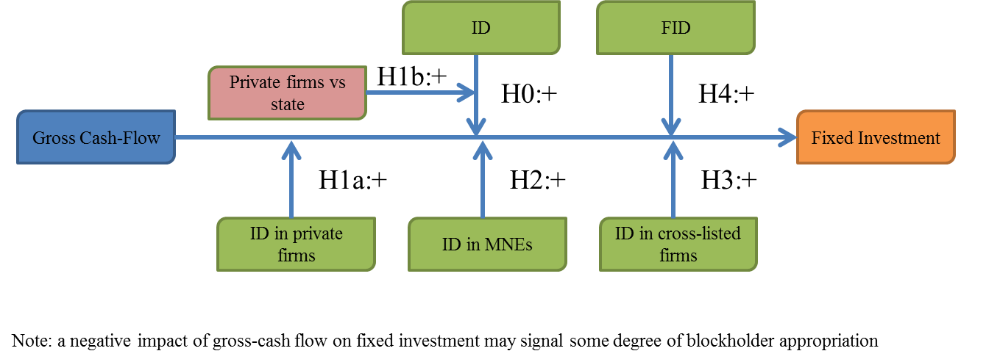 ID
FID
Private firms vs
state
H1b:+
H0:+
H4:+
Gross Cash-Flow
Fixed Investment
H1a:+
H2:+
H3:+
ID in private
firms
ID in MNEs
ID in cross-listed
firms
Note: a negative impact of gross-cash flow on fixed investment may signal some degree of blockholder appropriation